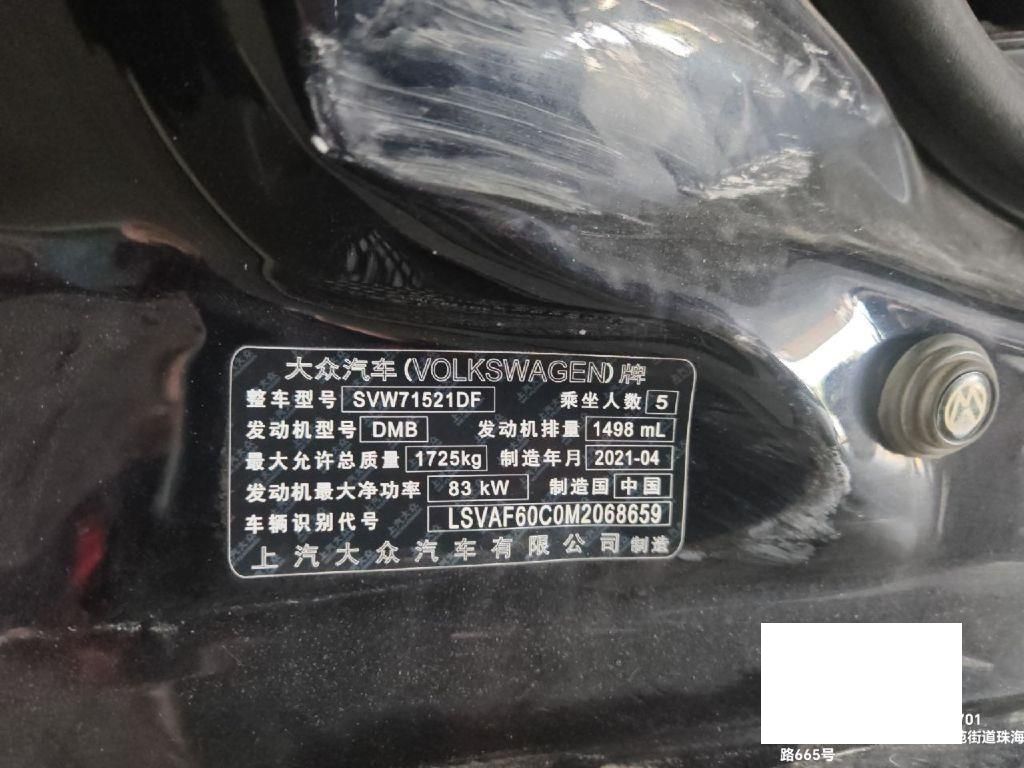 大众汽车(VOLKSWAGEN)牌
整车型号 SVW71521DF 乘坐人数 5
发动机型号 DMB 发动机排量 1498 mL
最大允许总质量 1725kg 制造年月 2021-04
发动机最大净功率 83 kW 制造国 中国
车辆识别代号 LSVAF60C0M2068659
上汽大众汽车有限公司 制造
701
街道珠海
路665号